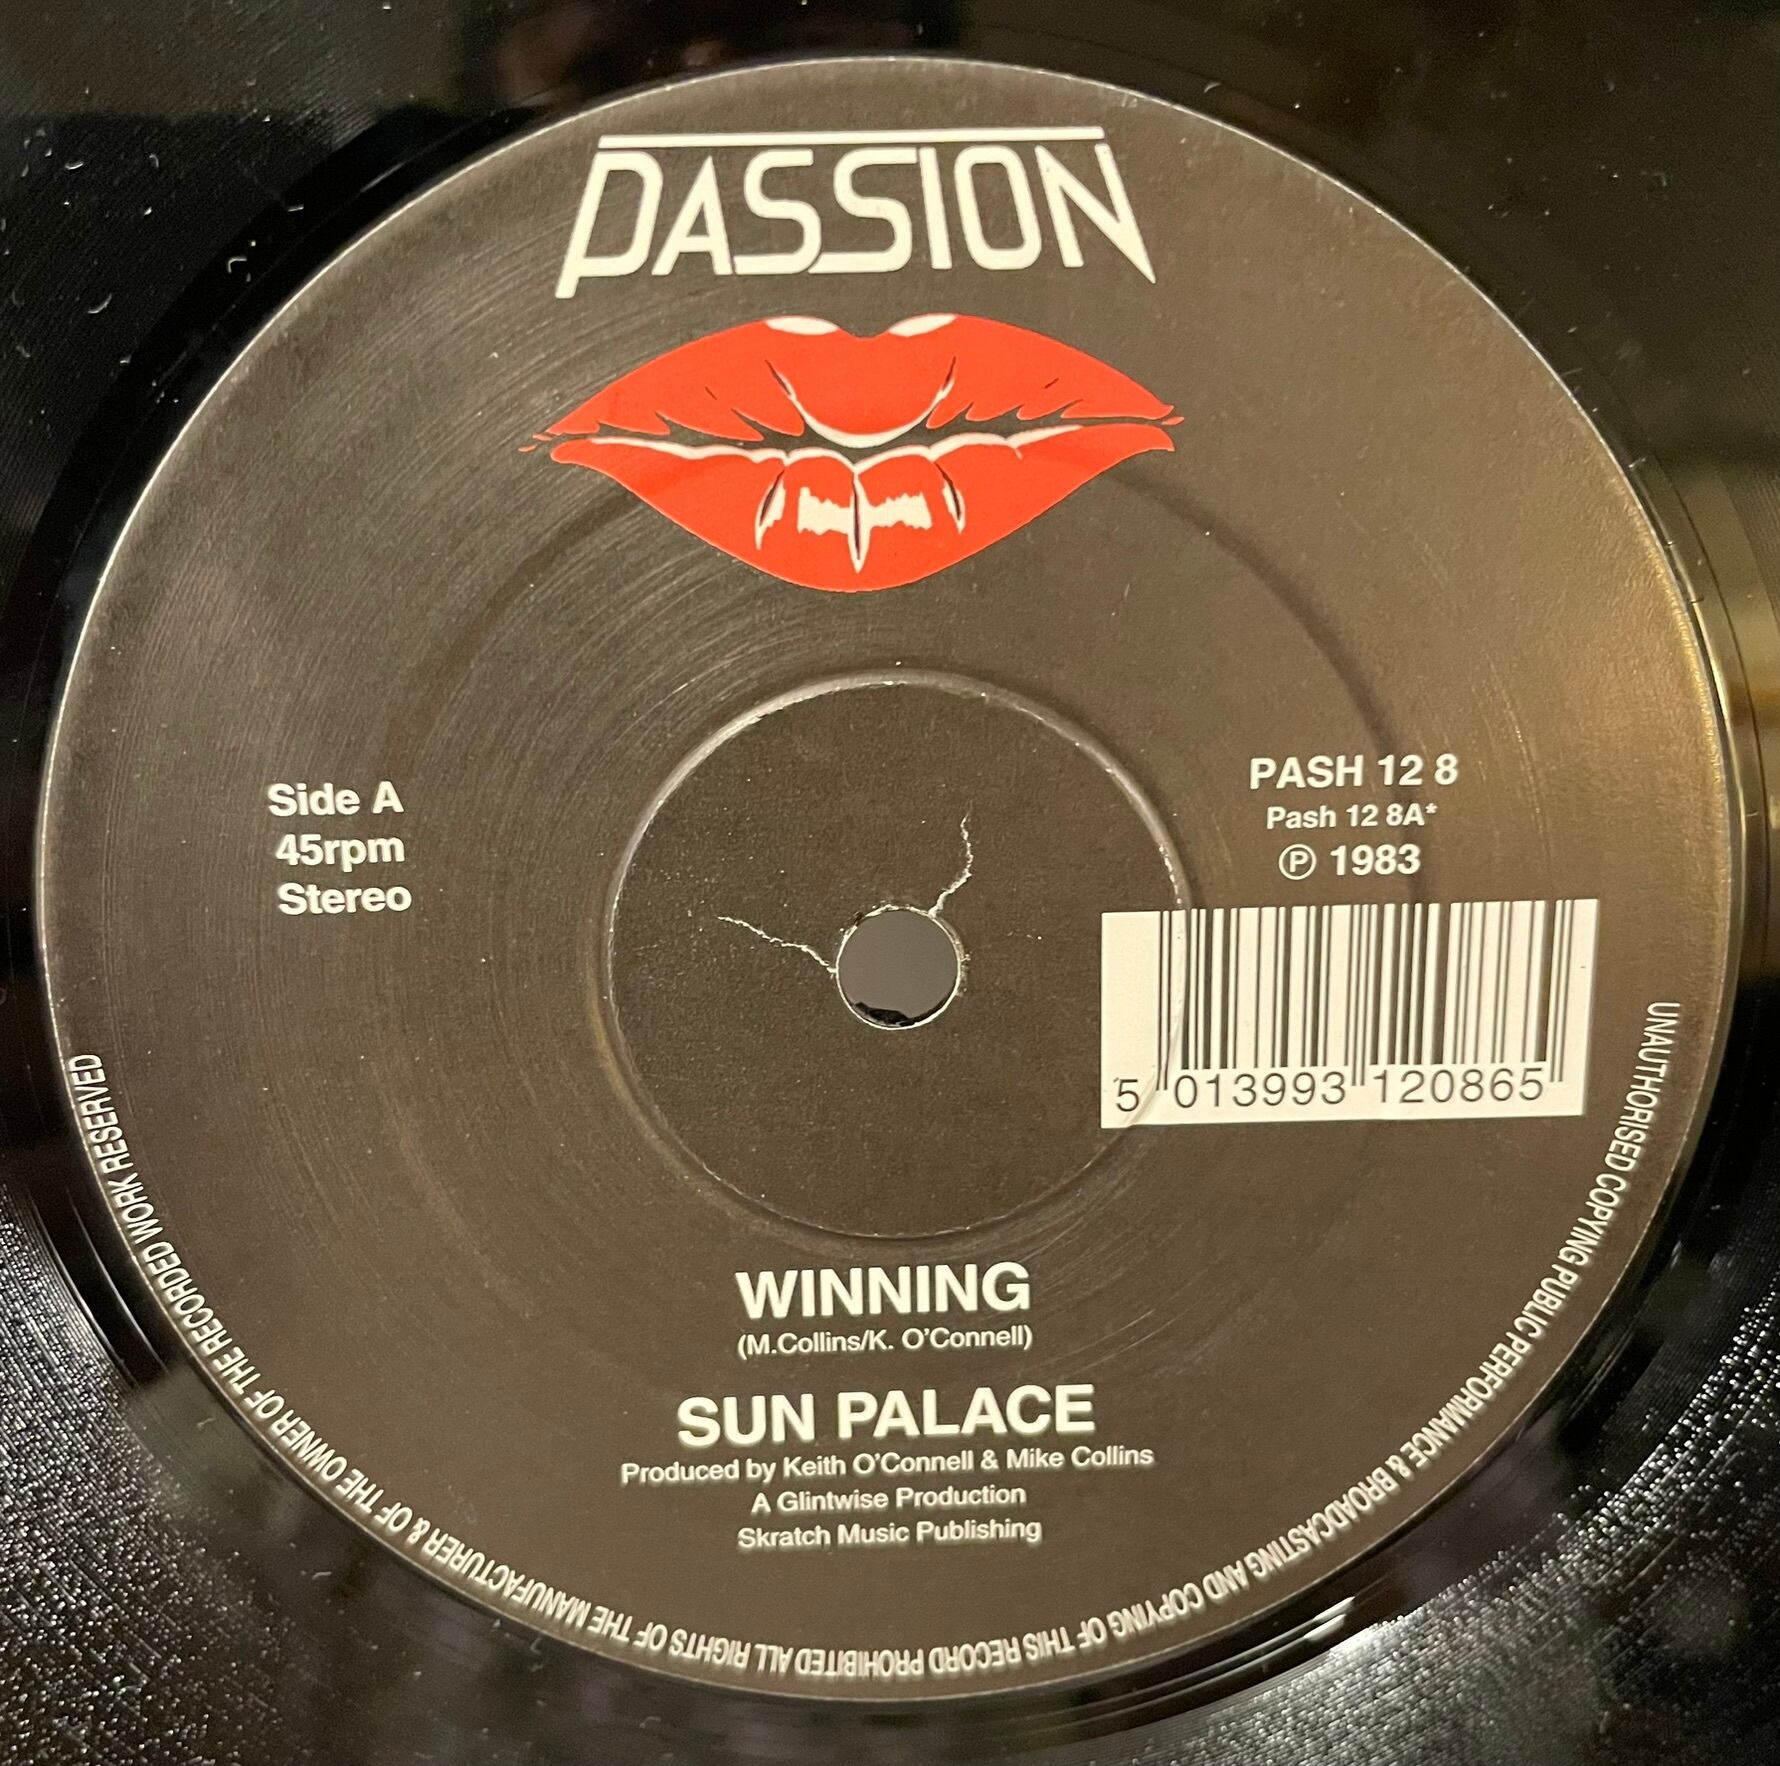 PASSION
Side A
45rpm
Stereo
PASH 12 8
Pash 12 8A*
℗ 1983
5 013993 120865
WINNING
(M.Collins/K. O'Connell)
SUN PALACE
Produced by Keith O'Connell & Mike Collins
A Glintwise Production
Skratch Music Publishing
UNAUTHORISED COPYING PUBLIC PERFORMANCE & BROADCASTING AND COPYING OF THIS RECORD PROHIBITED ALL RIGHTS OF THE MANUFACTURER & OF THE OWNER OF THE RECORDED WORK RESERVED